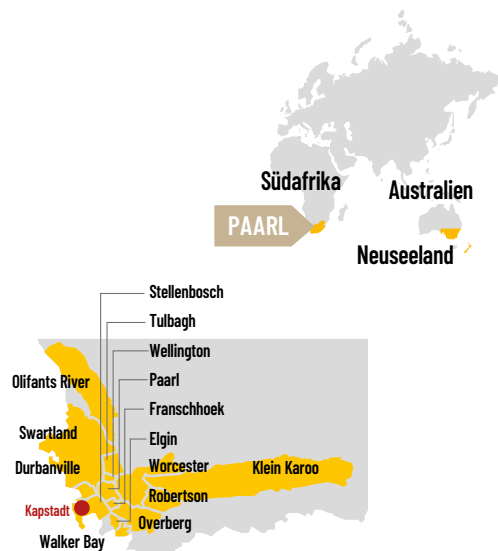 Südafrika
Australien
PAARL
Neuseeland
Stellenbosch
Tulbagh
Wellington
Olifants River
Paarl
Franschhoek
Swartland
Elgin
Durbanville
Worcester
Klein Karoo
Robertson
Kapstadt
Overberg
Walker Bay